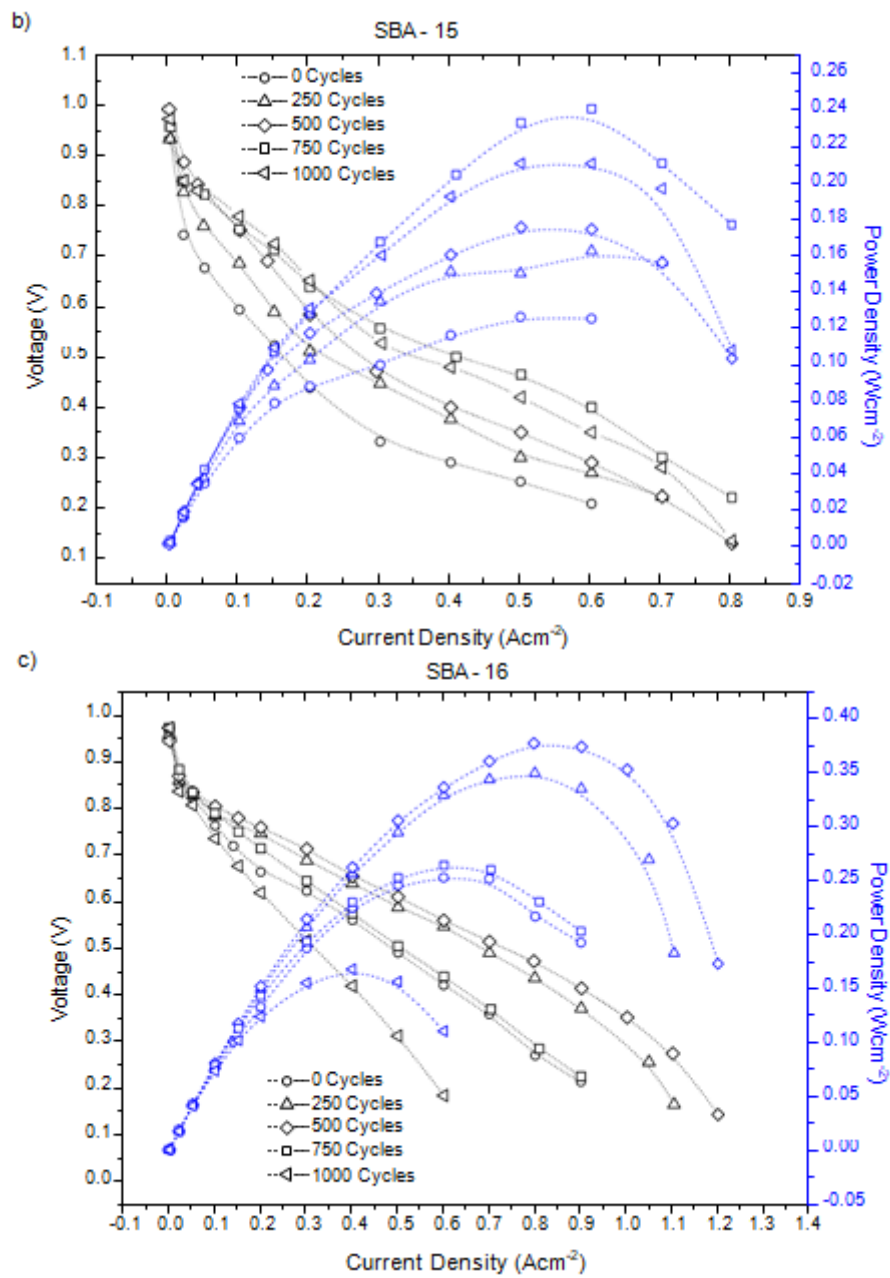 b)
SBA - 15
1.1
1.0
0.9
0.8
0.7
0.6
0.5
0.4
0.3
0.2
0.1
Voltage (V)
0 Cycles
250 Cycles
500 Cycles
750 Cycles
1000 Cycles
0.26
0.24
0.22
0.20
0.18
0.16
0.14
0.12
0.10
0.08
0.06
0.04
0.02
0.00
-0.02
Power Density (Wcm-2)
-0.1 0.0 0.1 0.2 0.3 0.4 0.5 0.6 0.7 0.8 0.9
Current Density (Acm-2)
c)
SBA - 16
1.0
0.9
0.8
0.7
0.6
0.5
0.4
0.3
0.2
0.1
0.0
Voltage (V)
0 Cycles
250 Cycles
500 Cycles
750 Cycles
1000 Cycles
0.40
0.35
0.30
0.25
0.20
0.15
0.10
0.05
0.00
-0.05
Power Density (Wcm-2)
-0.1 0.0 0.1 0.2 0.3 0.4 0.5 0.6 0.7 0.8 0.9 1.0 1.1 1.2 1.3 1.4
Current Density (Acm-2)